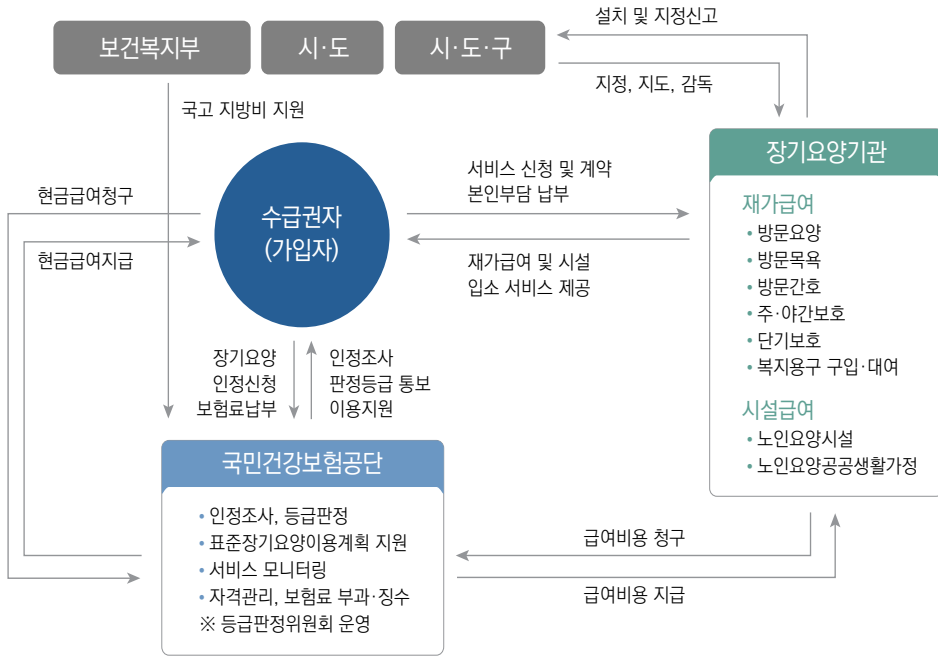 설치 및 지정신고
보건복지부
시·도
시·도·구
지정, 지도, 감독
국고 지방비 지원
장기요양기관
서비스 신청 및 계약
본인부담 납부
현금급여청구
수급권자
(가입자)
현금급여지급
재가급여 및 시설
입소 서비스 제공
재가급여
• 방문요양
• 방문목욕
• 방문간호
• 주·야간보호
• 단기보호
• 복지용구 구입·대여
시설급여
• 노인요양시설
• 노인요양공공생활가정
장기요양
인정신청
보험료납부
인정조사
판정등급 통보
이용지원
국민건강보험공단
• 인정조사, 등급판정
• 표준장기요양이용계획 지원
• 서비스 모니터링
• 자격관리, 보험료 부과·징수
※ 등급판정위원회 운영
급여비용 청구
급여비용 지급